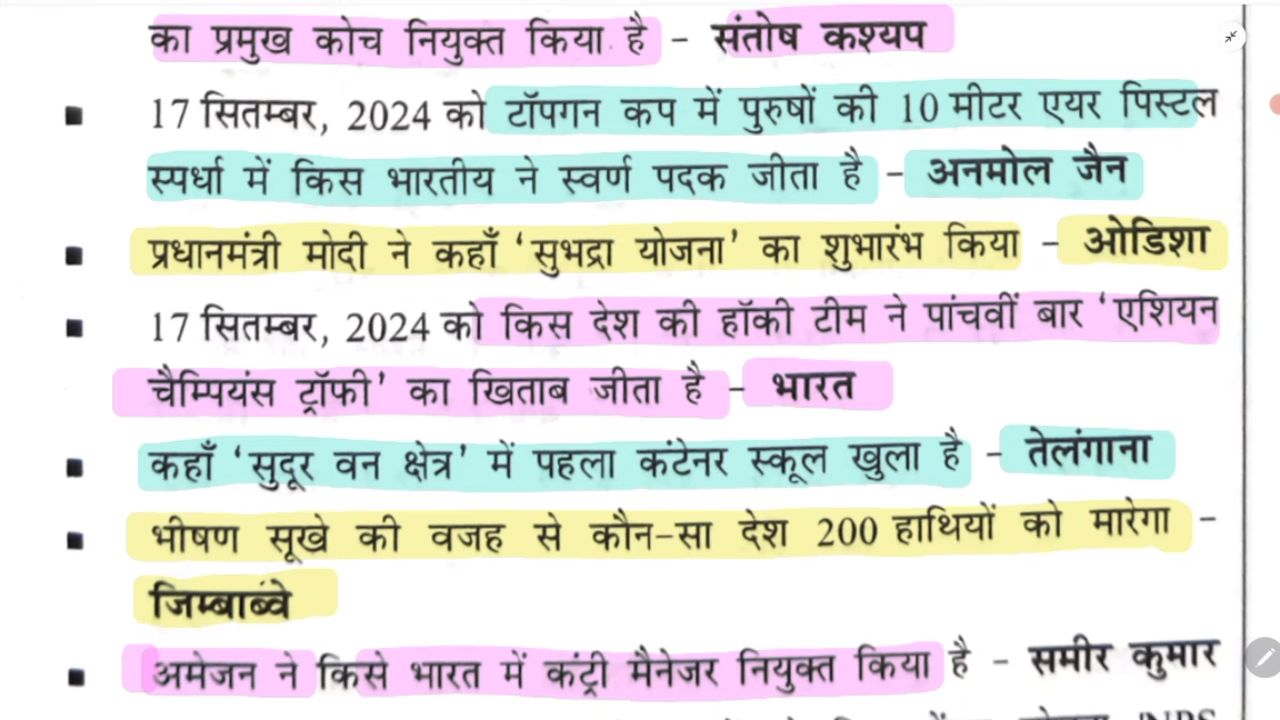 का प्रमुख कोच नियुक्त किया है - संतोष कश्यप
▪ 17 सितम्बर, 2024 को टॉपगन कप में पुरुषों की 10 मीटर एयर पिस्टल
स्पर्धा में किस भारतीय ने स्वर्ण पदक जीता है - अनमोल जैन
▪ प्रधानमंत्री मोदी ने कहाँ ‘सुभद्रा योजना’ का शुभारंभ किया - ओडिशा
▪ 17 सितम्बर, 2024 को किस देश की हॉकी टीम ने पांचवीं बार ‘एशियन
चैम्पियंस ट्रॉफी’ का खिताब जीता है - भारत
▪ कहाँ ‘सुदूर वन क्षेत्र’ में पहला कंटेनर स्कूल खुला है - तेलंगाना
▪ भीषण सूखे की वजह से कौन-सा देश 200 हाथियों को मारेगा -
जिम्बाब्वे
▪ अमेजन ने किसे भारत में कंट्री मैनेजर नियुक्त किया है - समीर कुमार